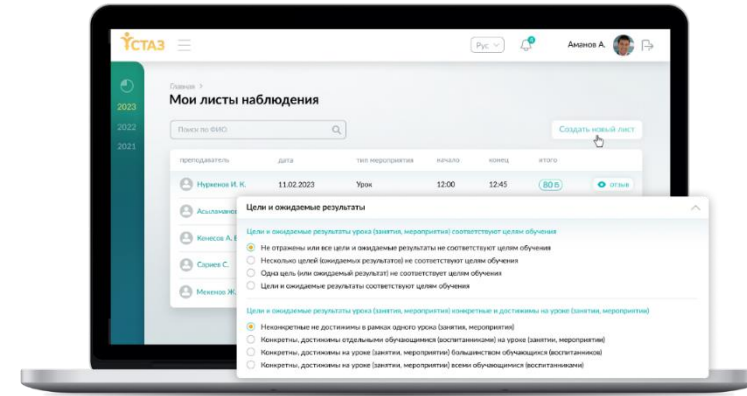 ҰСТАЗ
Рус
4
Аманов А.
Главная >
2023
Мои листы наблюдения
2022
Поиск по ФИО
Создать новый лист
2021
преподаватель дата тип мероприятия начало конец итого
Нурменов И. К. 11.02.2023 Урок 12:00 12:45 80 б отзыв
Кенесов А. Е
Сариев С.
Мекенов Ж.
Цели и ожидаемые результаты
Цели и ожидаемые результаты урока (занятия, мероприятия) соответствуют целям обучения
Не отражены или все цели и ожидаемые результаты не соответствуют целям обучения
Несколько целей (ожидаемых результатов) не соответствуют целям обучения
Одна цель (или ожидаемый результат) не соответствует целям обучения
Цели и ожидаемые результаты соответствуют целям обучения
Цели и ожидаемые результаты урока (занятия, мероприятия) конкретные и достижимы на уроке (занятии, мероприятии)
Неконкретные не достижимы в рамках одного урока (занятия, мероприятия)
Конкретны, достижимы отдельными обучающимися (воспитанниками) на уроке (занятии, мероприятии)
Конкретны, достижимы на уроке (занятии, мероприятии) большинством обучающихся (воспитанников)
Конкретны, достижимы на уроке (занятии, мероприятии) всеми обучающимися (воспитанниками)